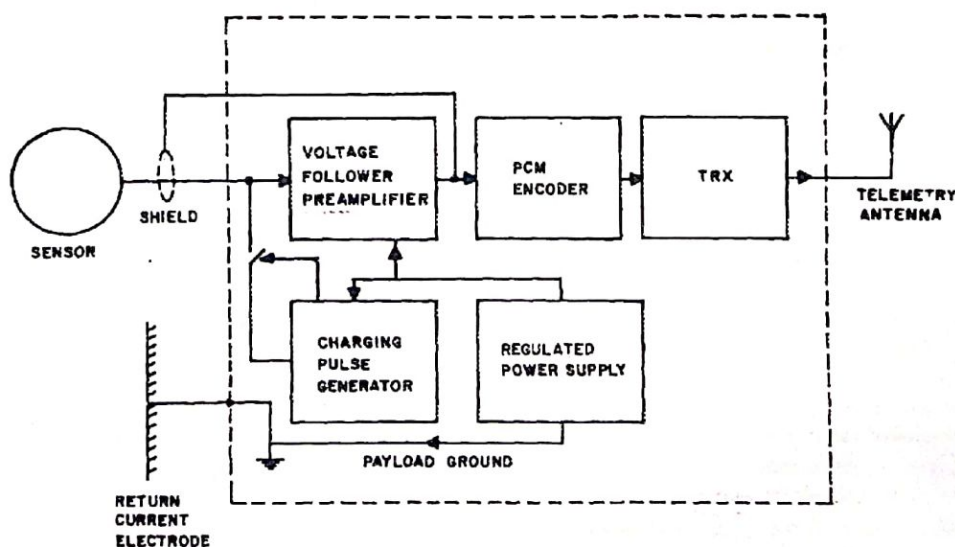 VOLTAGE
FOLLOWER
PREAMPLIFIER
PCM
ENCODER
TRX
TELEMETRY
ANTENNA
SHIELD
SENSOR
CHARGING
PULSE
GENERATOR
REGULATED
POWER SUPPLY
PAYLOAD GROUND
RETURN
CURRENT
ELECTRODE